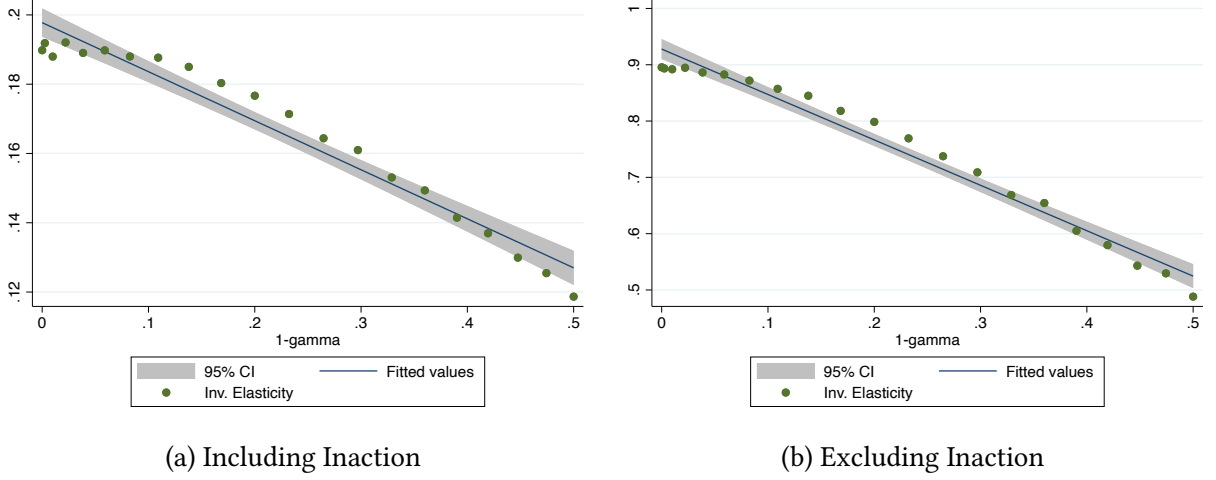 .2
.18
.16
.14
.12
0 .1 .2 .3 .4 .5
1-gamma
95% CI Fitted values
Inv. Elasticity
(a) Including Inaction
1
.9
.8
.7
.6
.5
0 .1 .2 .3 .4 .5
1-gamma
95% CI Fitted values
Inv. Elasticity
(b) Excluding Inaction